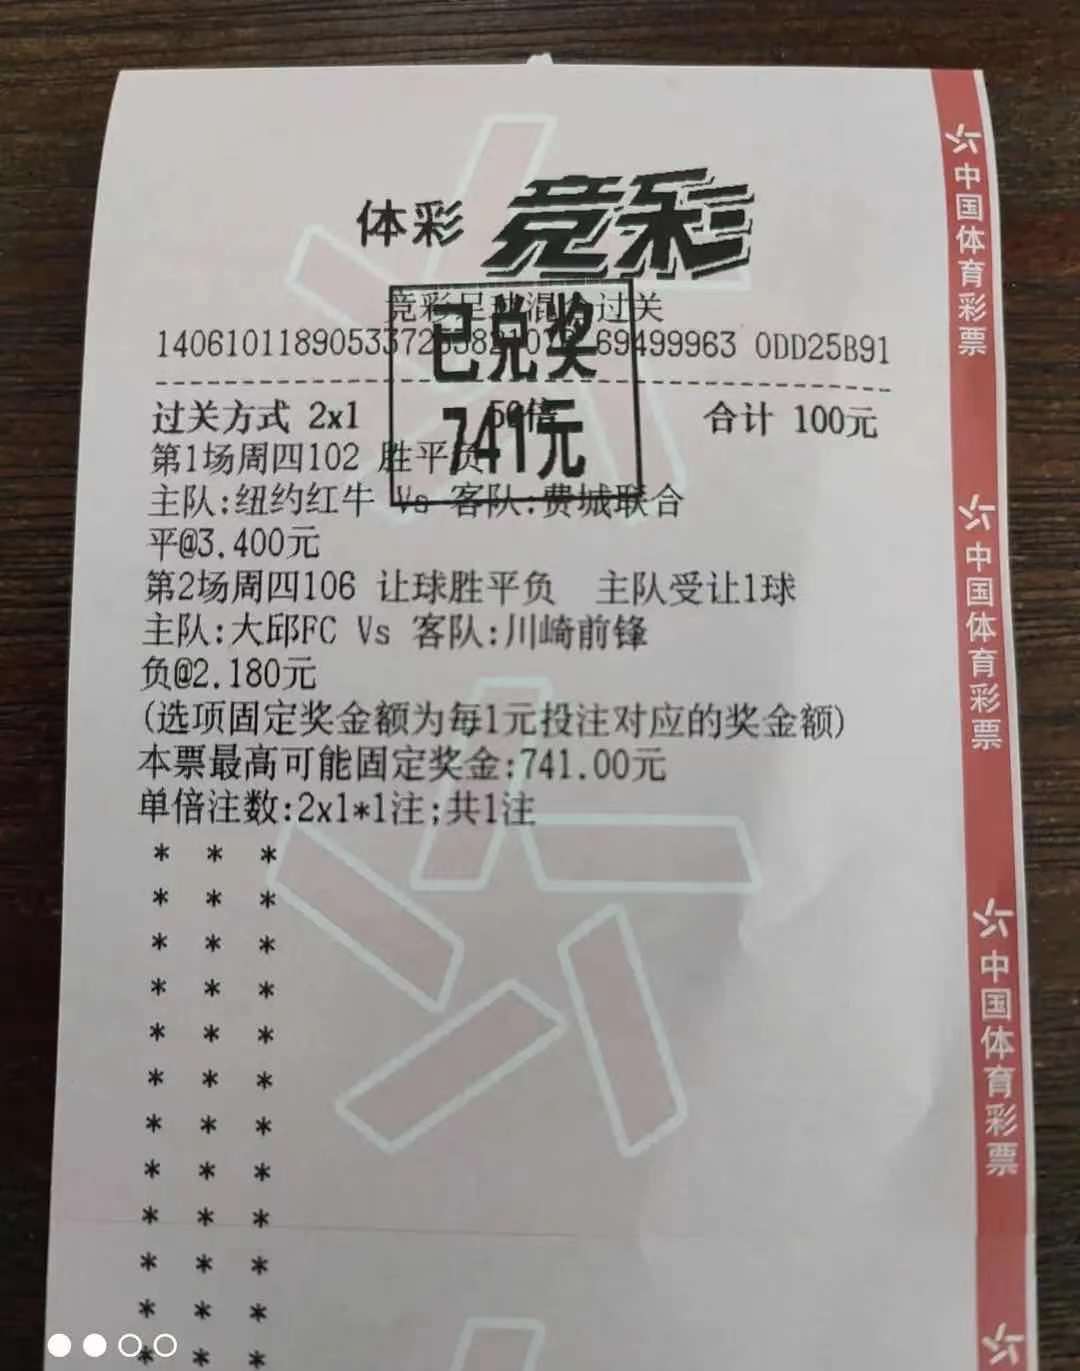 体彩 竞彩
竞彩足球混合过关
已兑奖
741元
69499963 0DD25B91
过关方式 2x1 50倍 合计 100元
第1场周四102 胜平负
主队:纽约红牛 Vs 客队:费城联合
平@3.400元
第2场周四106 让球胜平负 主队受让1球
主队:大邱FC Vs 客队:川崎前锋
负@2.180元
(选项固定奖金额为每1元投注对应的奖金额)
本票最高可能固定奖金:741.00元
单倍注数:2x1*1注;共1注
* * *
* * *
* * *
* * *
* * *
* * *
* * *
* * *
* * *
* * *
* * *
* * *
中国体育彩票
中国体育彩票
中国体育彩票